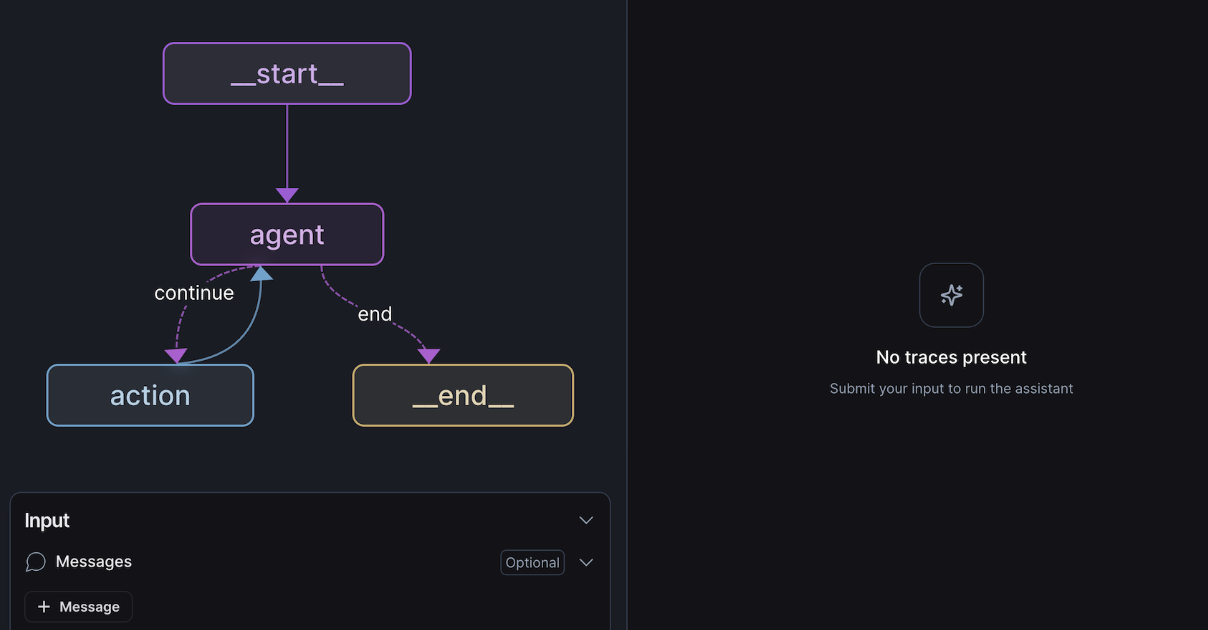 __start__
agent
continue
end
action
__end__
Input
Messages
Optional
Message
No traces present
Submit your input to run the assistant